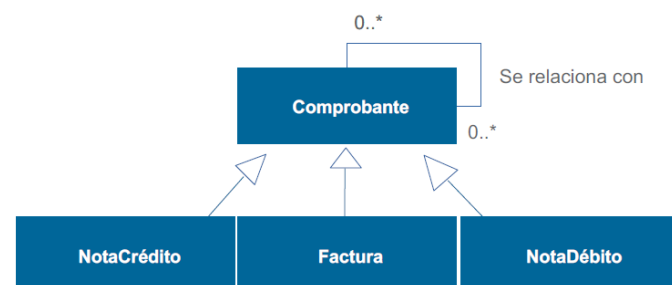 0..*
Se relaciona con
Comprobante
0..*
NotaCrédito
Factura
NotaDébito